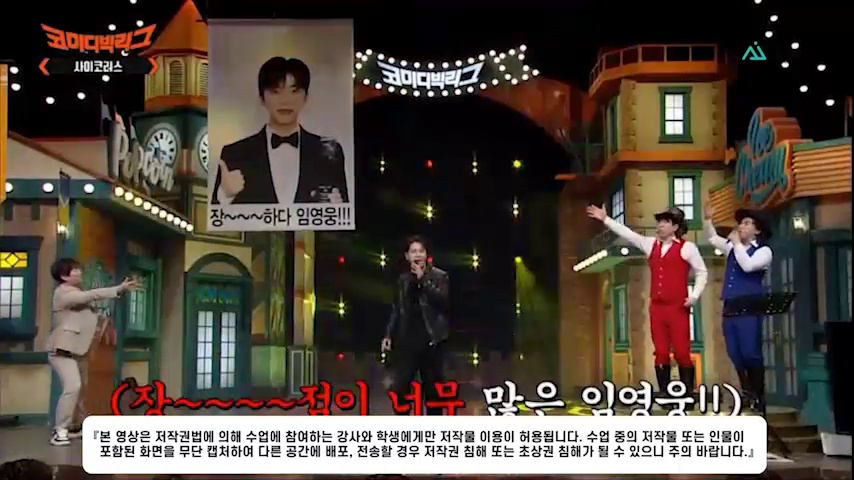 코미디빅리그
사이코러스
코미디빅리그
Popcorn
Ice
장~~~하다 임영웅!!!
(장~~~~점이 너무 많은 임영웅!!)
『본 영상은 저작권법에 의해 수업에 참여하는 강사와 학생에게만 저작물 이용이 허용됩니다. 수업 중의 저작물 또는 인물이
포함된 화면을 무단 캡처하여 다른 공간에 배포, 전송할 경우 저작권 침해 또는 초상권 침해가 될 수 있으니 주의 바랍니다.』